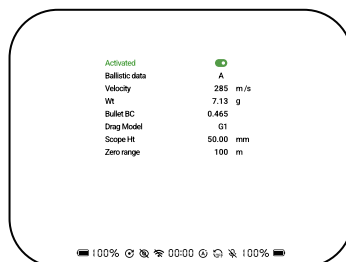 Activated
Ballistic data A
Velocity 285 m/s
Wt 7.13 g
Bullet BC 0.465
Drag Model G1
Scope Ht 50.00 mm
Zero range 100 m
100% 00:00 100%